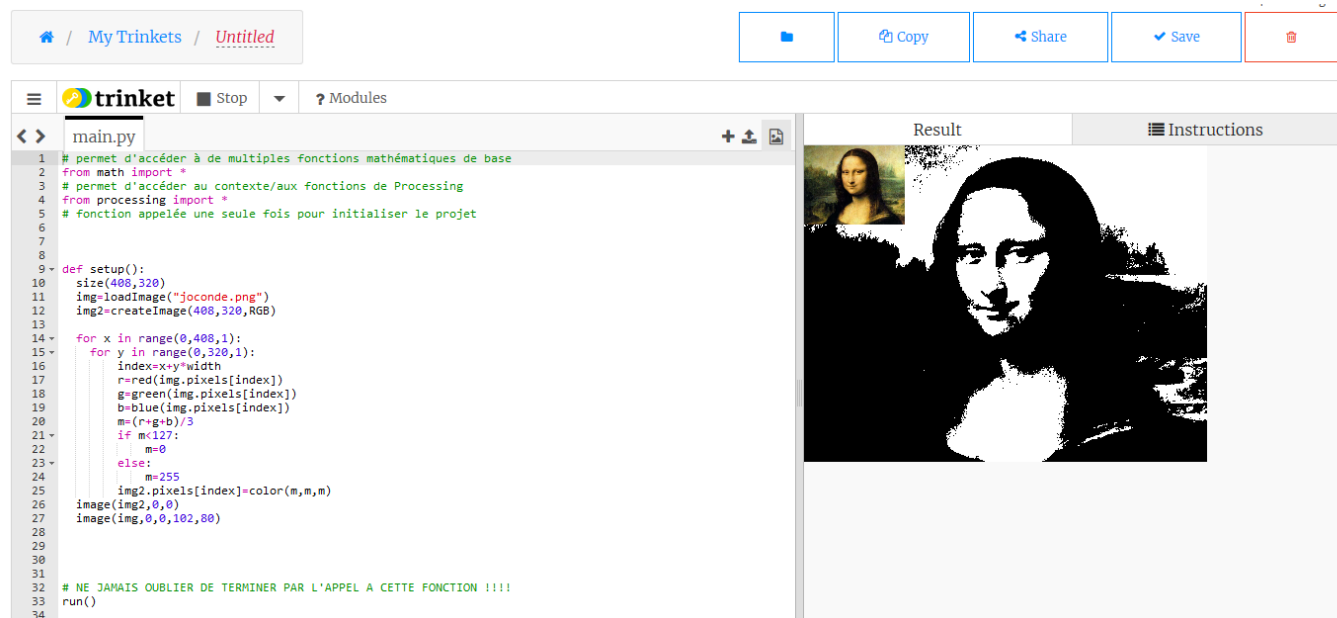 / My Trinkets / Untitled
Copy
Share
Save
trinket
Stop
? Modules
main.py
Result
Instructions
1 # permet d'accéder à de multiples fonctions mathématiques de base
2 from math import *
3 # permet d'accéder au contexte/aux fonctions de Processing
4 from processing import *
5 # fonction appelée une seule fois pour initialiser le projet
6
7
8
9 def setup():
10 size(408,320)
11 img=loadImage("joconde.png")
12 img2=createImage(408,320,RGB)
13
14 for x in range(0,408,1):
15 for y in range(0,320,1):
16 index=x+y*width
17 r=red(img.pixels[index])
18 g=green(img.pixels[index])
19 b=blue(img.pixels[index])
20 m=(r+g+b)/3
21 if m<127:
22 m=0
23 else:
24 m=255
25 img2.pixels[index]=color(m,m,m)
26 image(img2,0,0)
27 image(img,0,0,102,80)
28
29
30
31
32 # NE JAMAIS OUBLIER DE TERMINER PAR L'APPEL A CETTE FONCTION !!!!
33 run()
34